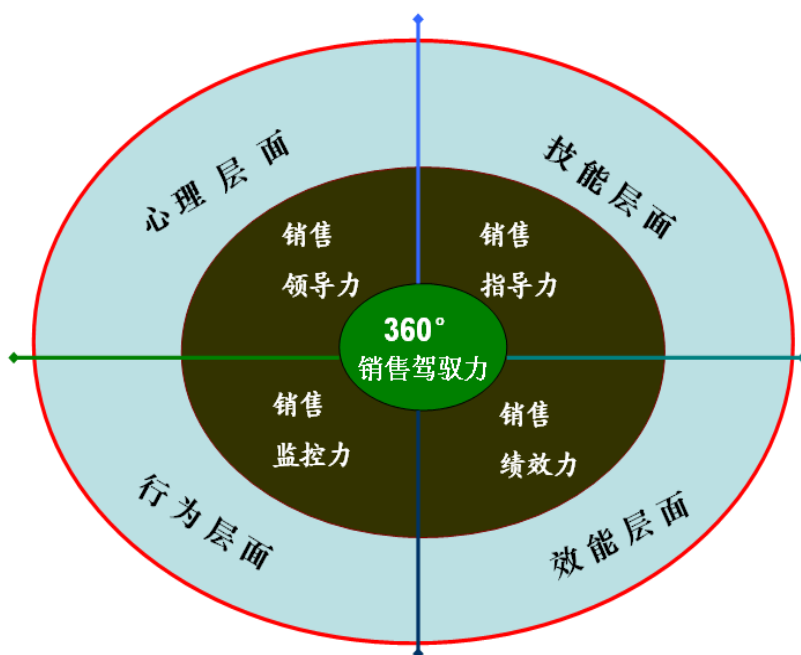 心理层面
技能层面
销售
领导力
销售
指导力
360°
销售驾驭力
销售
监控力
销售
绩效力
行为层面
效能层面